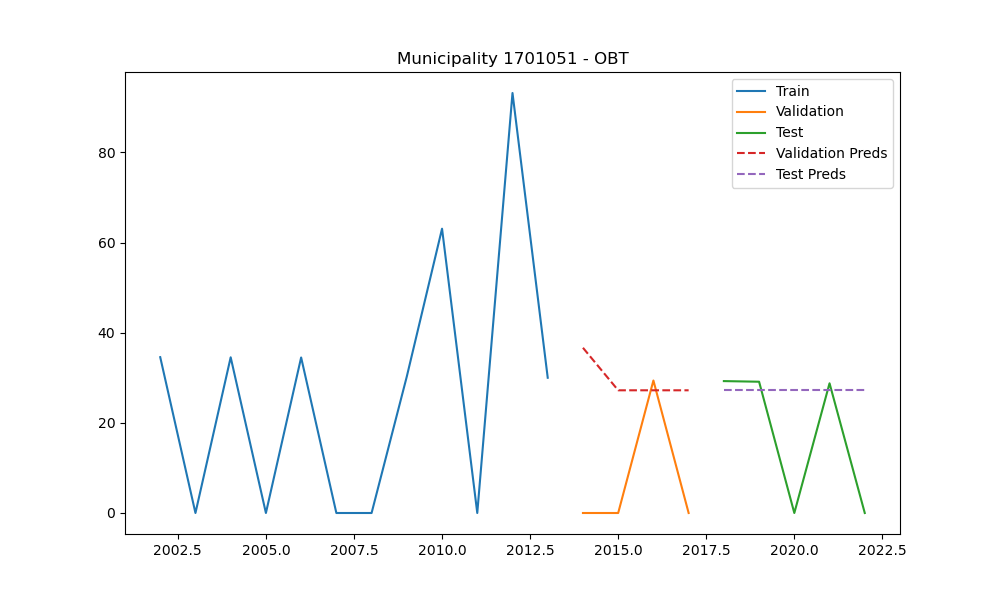 Municipality 1701051 - OBT
Train
Validation
Test
Validation Preds
Test Preds
80
60
40
20
0
2002.5 2005.0 2007.5 2010.0 2012.5 2015.0 2017.5 2020.0 2022.5